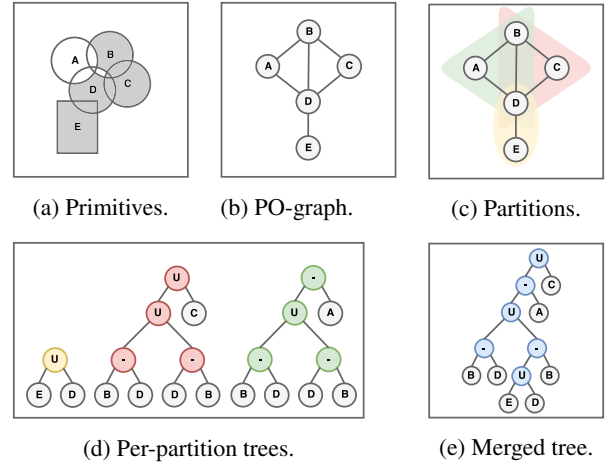 A B C D E
B A C D E
B A C D E
(a) Primitives. (b) PO-graph. (c) Partitions.
U - U
U C U A - C
U A
U - - - - - -
E D B D D B B D D B B D U B
E D
(d) Per-partition trees. (e) Merged tree.